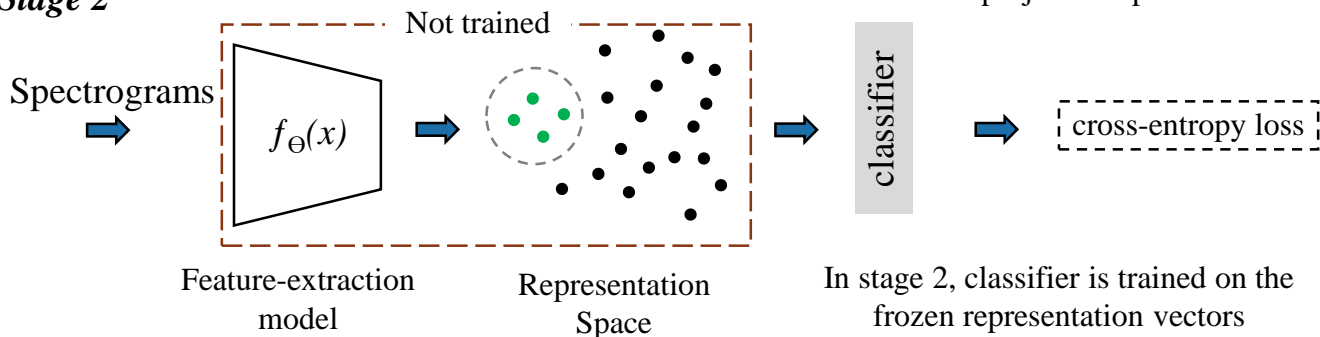 Stage 2
Not trained
Spectrograms
fΘ(x)
classifier
cross-entropy loss
Feature-extraction
model
Representation
Space
In stage 2, classifier is trained on the
frozen representation vectors